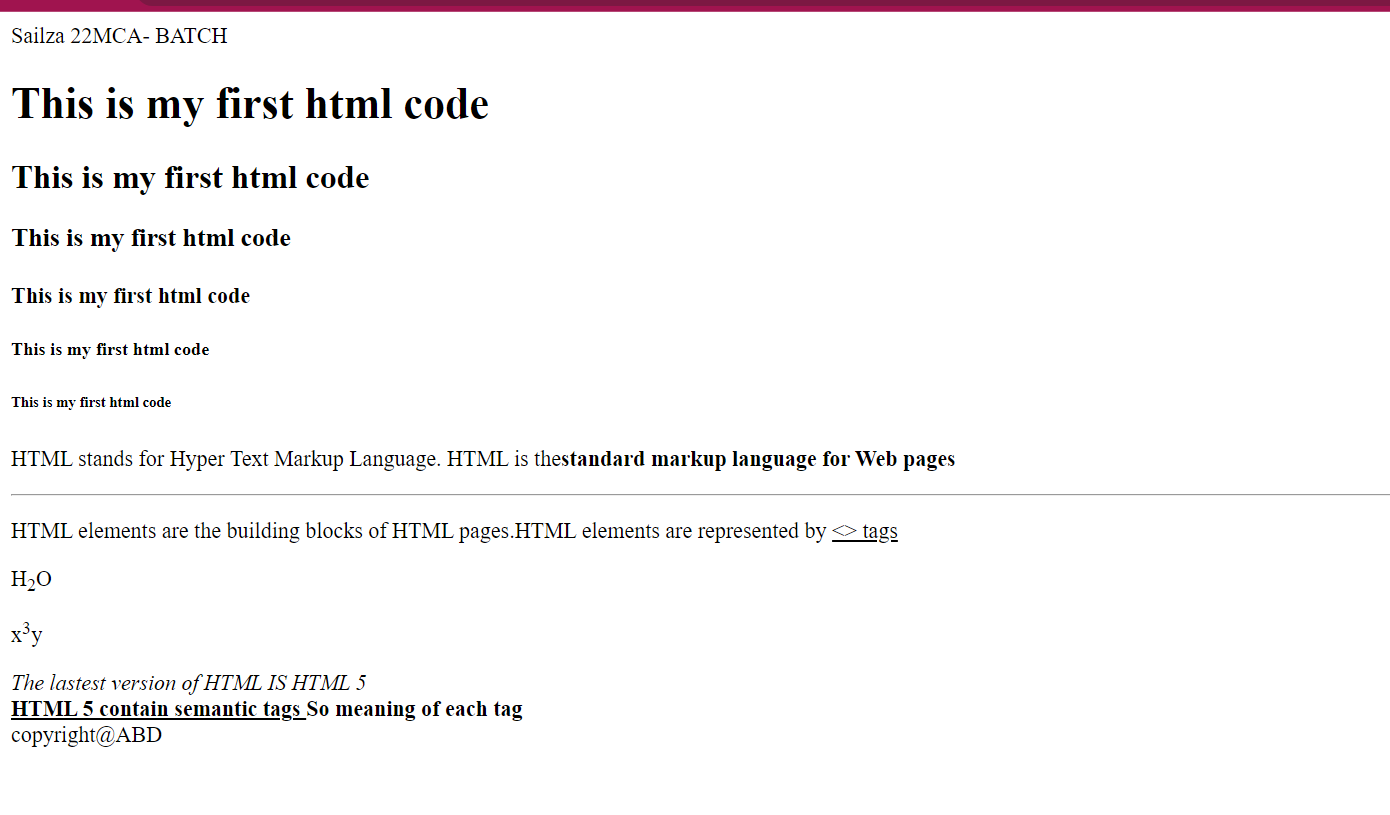 Sailza 22MCA- BATCH
This is my first html code
This is my first html code
This is my first html code
This is my first html code
This is my first html code
This is my first html code
HTML stands for Hyper Text Markup Language. HTML is thestandard markup language for Web pages
HTML elements are the building blocks of HTML pages.HTML elements are represented by <> tags
H₂O
x³y
The lastest version of HTML IS HTML 5
HTML 5 contain semantic tags So meaning of each tag
copyright@ABD